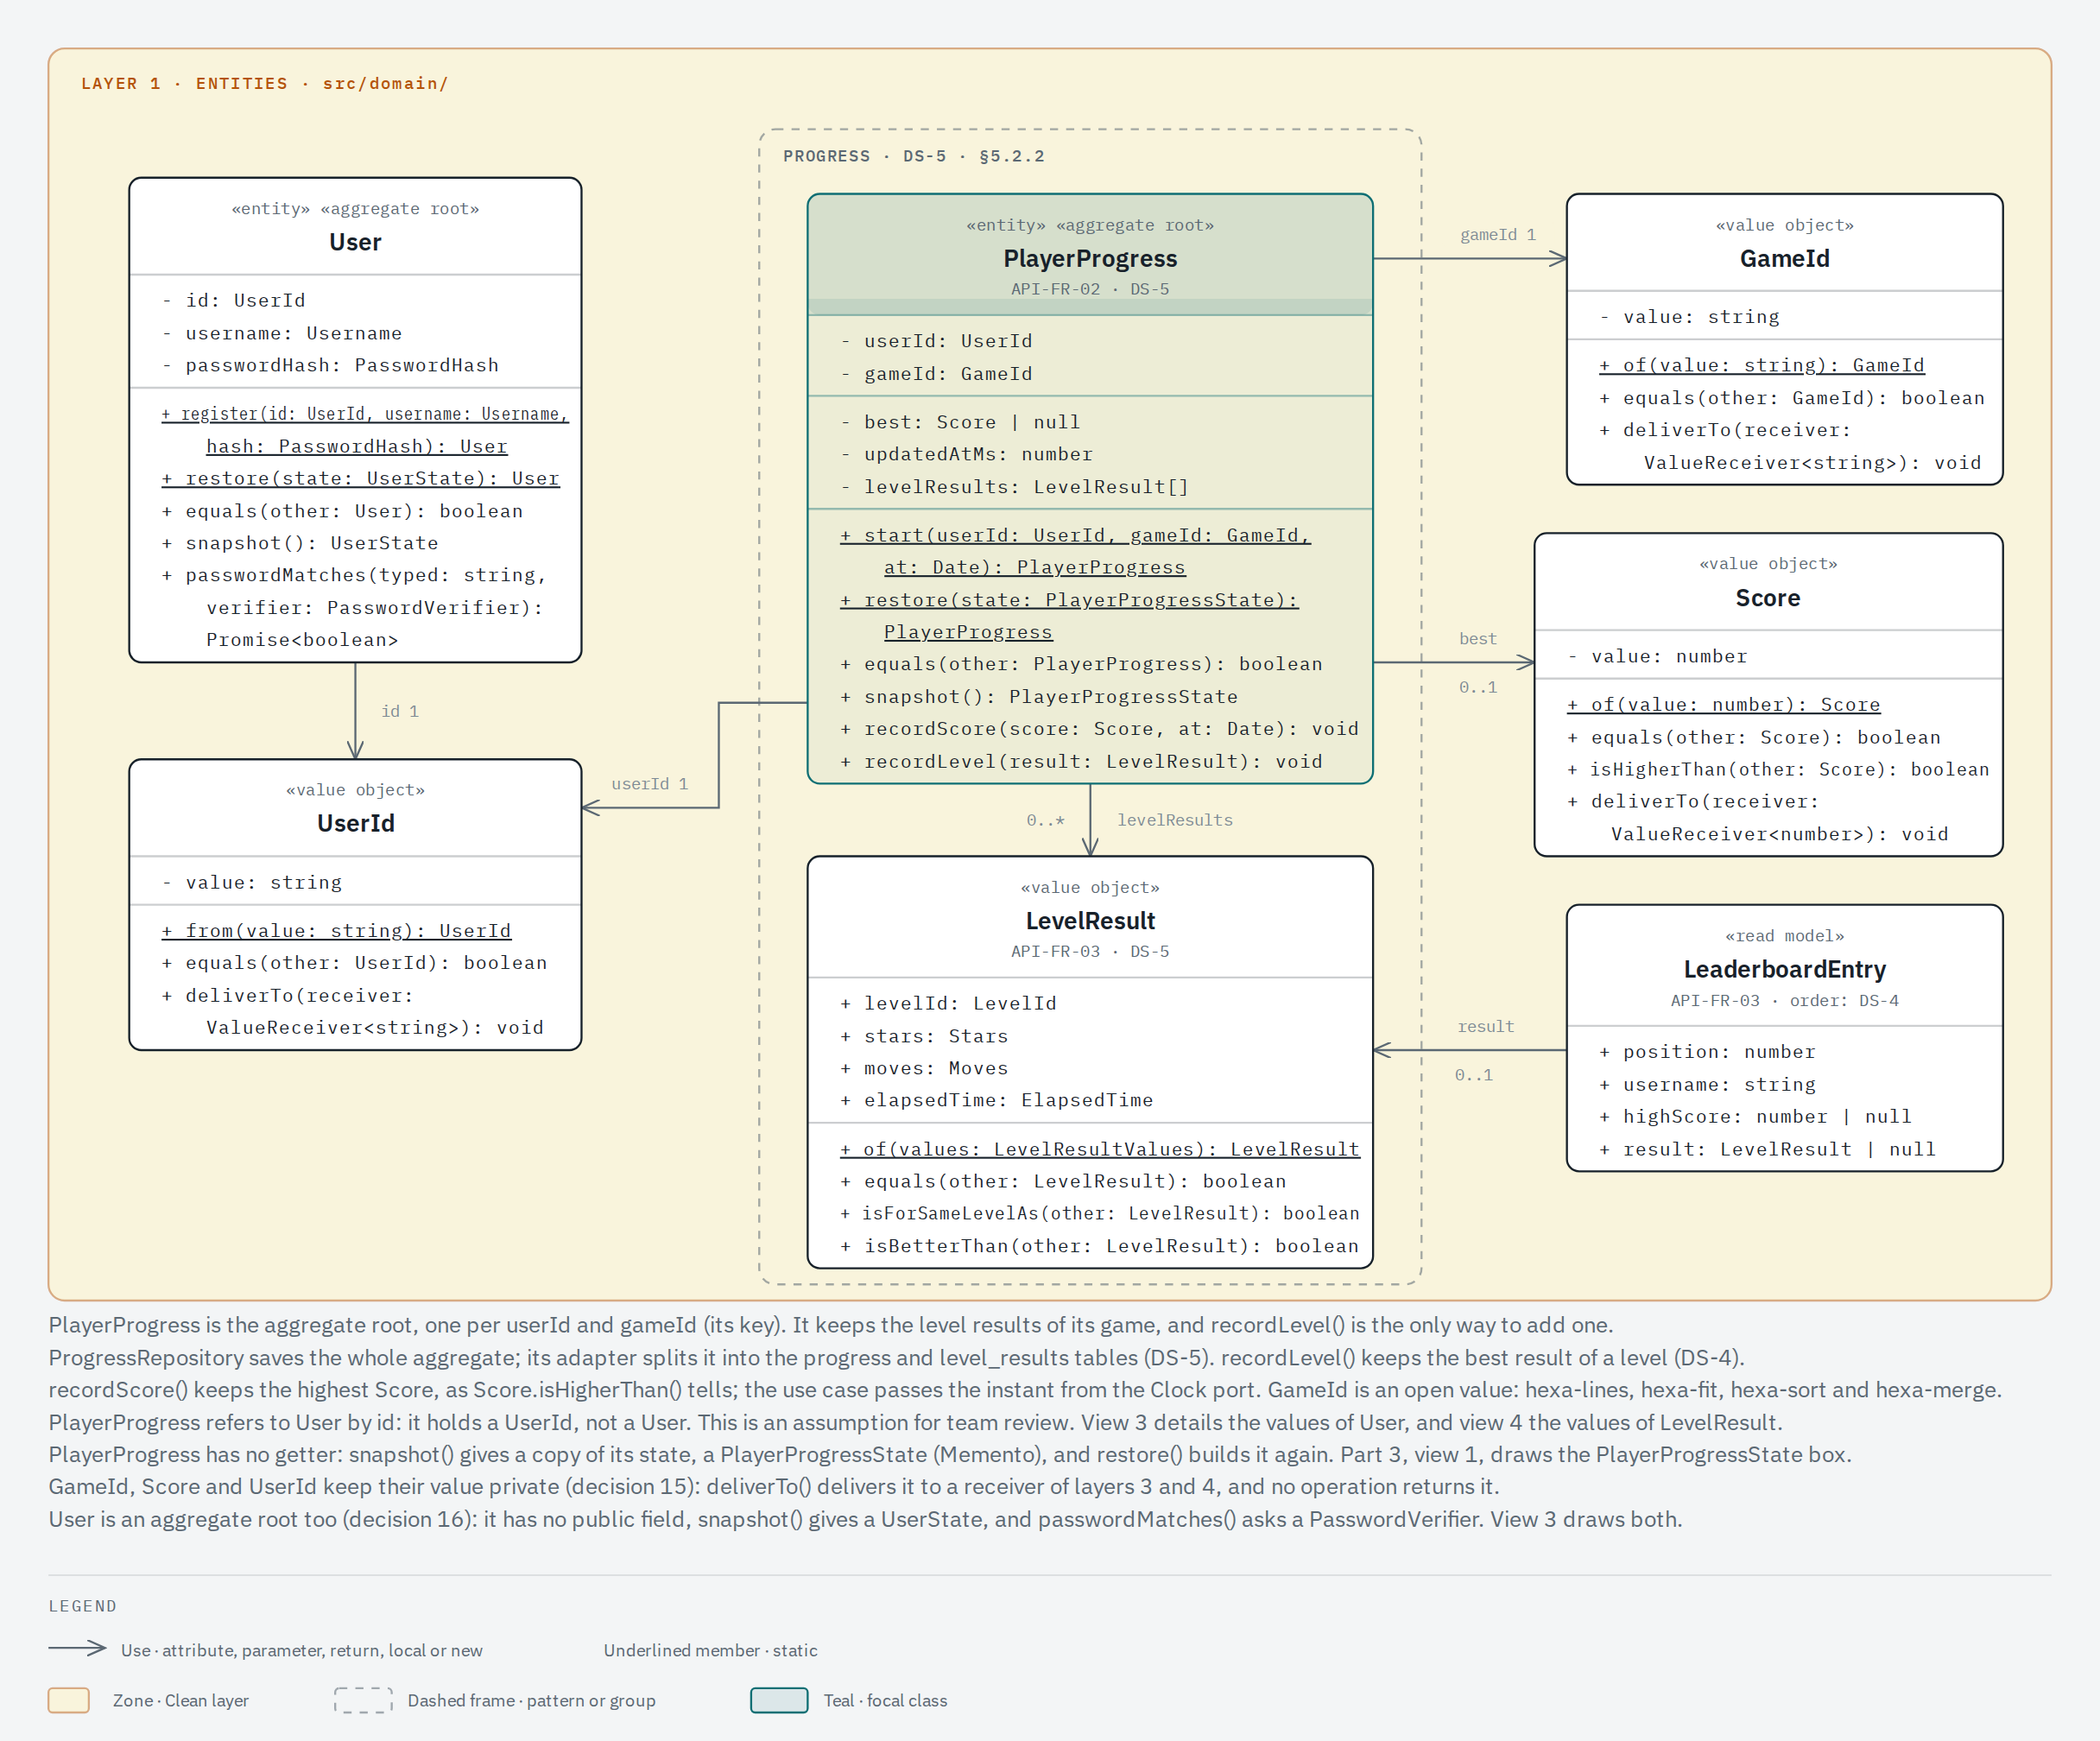 LAYER 1 · ENTITIES · src/domain/
«entity» «aggregate root»
User
- id: UserId
- username: Username
- passwordHash: PasswordHash
+ register(id: UserId, username: Username,
hash: PasswordHash): User
+ restore(state: UserState): User
+ equals(other: User): boolean
+ snapshot(): UserState
+ passwordMatches(typed: string,
verifier: PasswordVerifier):
Promise<boolean>
id 1
«value object»
UserId
- value: string
+ from(value: string): UserId
+ equals(other: UserId): boolean
+ deliverTo(receiver:
ValueReceiver<string>): void
userId 1
PROGRESS · DS-5 · §5.2.2
«entity» «aggregate root»
PlayerProgress
API-FR-02 · DS-5
- userId: UserId
- gameId: GameId
- best: Score | null
- updatedAtMs: number
- levelResults: LevelResult[]
+ start(userId: UserId, gameId: GameId,
at: Date): PlayerProgress
+ restore(state: PlayerProgressState):
PlayerProgress
+ equals(other: PlayerProgress): boolean
+ snapshot(): PlayerProgressState
+ recordScore(score: Score, at: Date): void
+ recordLevel(result: LevelResult): void
0..* levelResults
«value object»
LevelResult
API-FR-03 · DS-5
+ levelId: LevelId
+ stars: Stars
+ moves: Moves
+ elapsedTime: ElapsedTime
+ of(values: LevelResultValues): LevelResult
+ equals(other: LevelResult): boolean
+ isForSameLevelAs(other: LevelResult): boolean
+ isBetterThan(other: LevelResult): boolean
gameId 1
«value object»
GameId
- value: string
+ of(value: string): GameId
+ equals(other: GameId): boolean
+ deliverTo(receiver:
ValueReceiver<string>): void
best
0..1
«value object»
Score
- value: number
+ of(value: number): Score
+ equals(other: Score): boolean
+ isHigherThan(other: Score): boolean
+ deliverTo(receiver:
ValueReceiver<number>): void
result
0..1
«read model»
LeaderboardEntry
API-FR-03 · order: DS-4
+ position: number
+ username: string
+ highScore: number | null
+ result: LevelResult | null
PlayerProgress is the aggregate root, one per userId and gameId (its key). It keeps the level results of its game, and recordLevel() is the only way to add one.
ProgressRepository saves the whole aggregate; its adapter splits it into the progress and level_results tables (DS-5). recordLevel() keeps the best result of a level (DS-4).
recordScore() keeps the highest Score, as Score.isHigherThan() tells; the use case passes the instant from the Clock port. GameId is an open value: hexa-lines, hexa-fit, hexa-sort and hexa-merge.
PlayerProgress refers to User by id: it holds a UserId, not a User. This is an assumption for team review. View 3 details the values of User, and view 4 the values of LevelResult.
PlayerProgress has no getter: snapshot() gives a copy of its state, a PlayerProgressState (Memento), and restore() builds it again. Part 3, view 1, draws the PlayerProgressState box.
GameId, Score and UserId keep their value private (decision 15): deliverTo() delivers it to a receiver of layers 3 and 4, and no operation returns it.
User is an aggregate root too (decision 16): it has no public field, snapshot() gives a UserState, and passwordMatches() asks a PasswordVerifier. View 3 draws both.
LEGEND
Use · attribute, parameter, return, local or new
Underlined member · static
Zone · Clean layer
Dashed frame · pattern or group
Teal · focal class